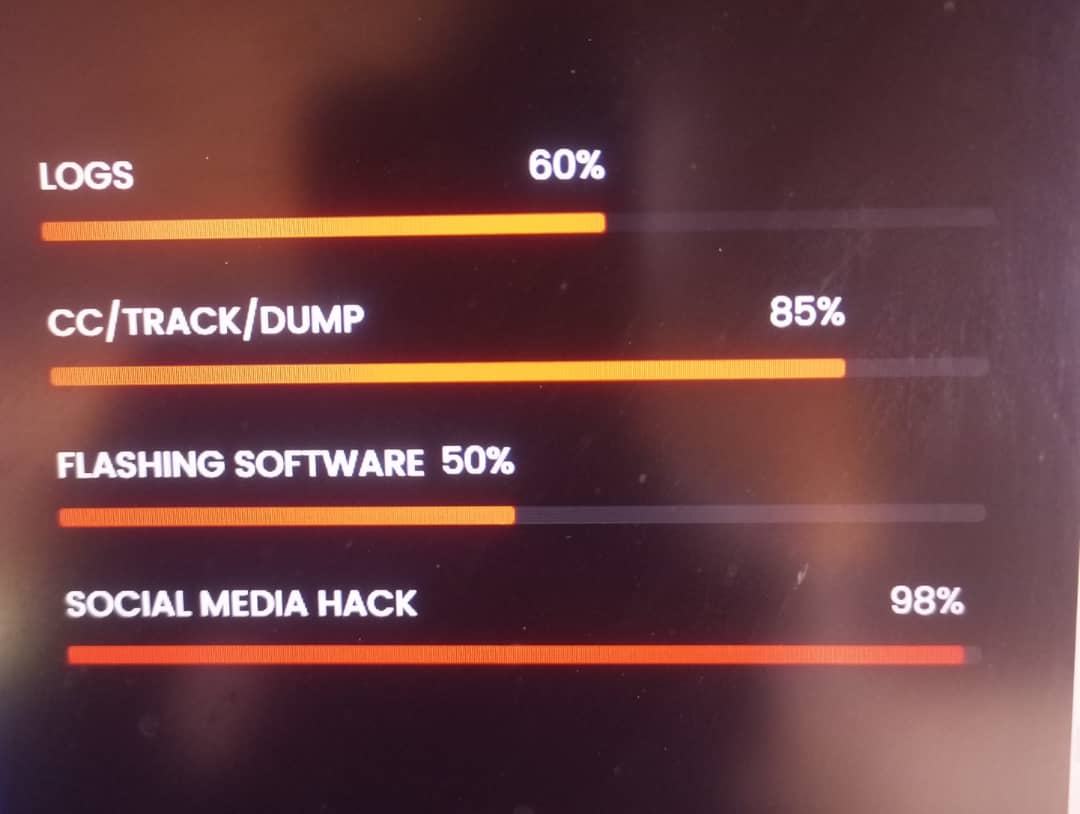 LOGS 60%
CC/TRACK/DUMP 85%
FLASHING SOFTWARE 50%
SOCIAL MEDIA HACK 98%